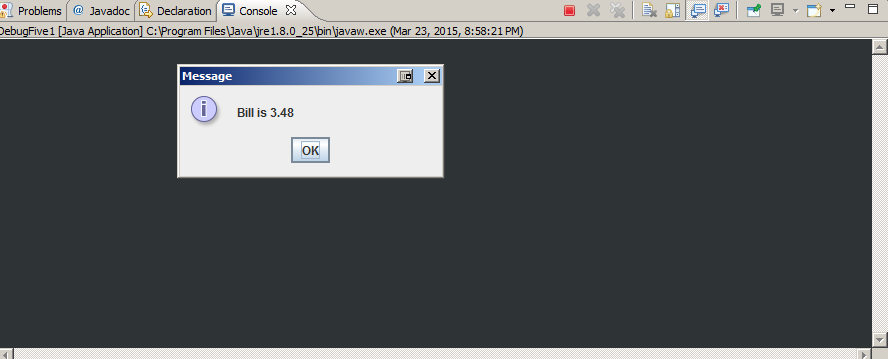 Problems @ Javadoc Declaration Console
DebugFive1 [Java Application] C:\Program Files\Java\jre1.8.0_25\bin\javaw.exe (Mar 23, 2015, 8:58:21 PM)
Message
Bill is 3.48
OK